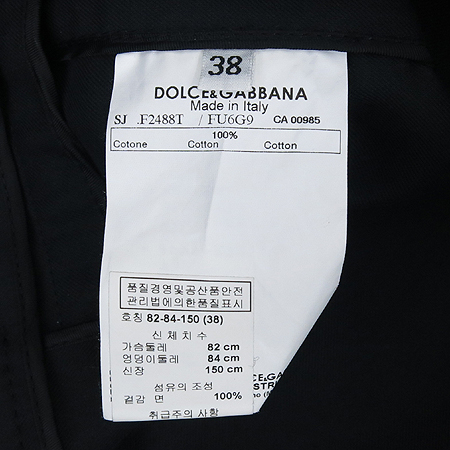 38
DOLCE&GABBANA
Made in Italy
SJ .F2488T / FU6G9 CA 00985
100%
Cotone Cotton Cotton
품질경영및공산품안전
관리법에의한품질표시
호칭 82-84-150 (38)
신 체 치 수
가슴둘레 82 cm
엉덩이둘레 84 cm
신장 150 cm
섬유의 조성
겉감 면 100%
취급주의 사항
CE&GA
STR